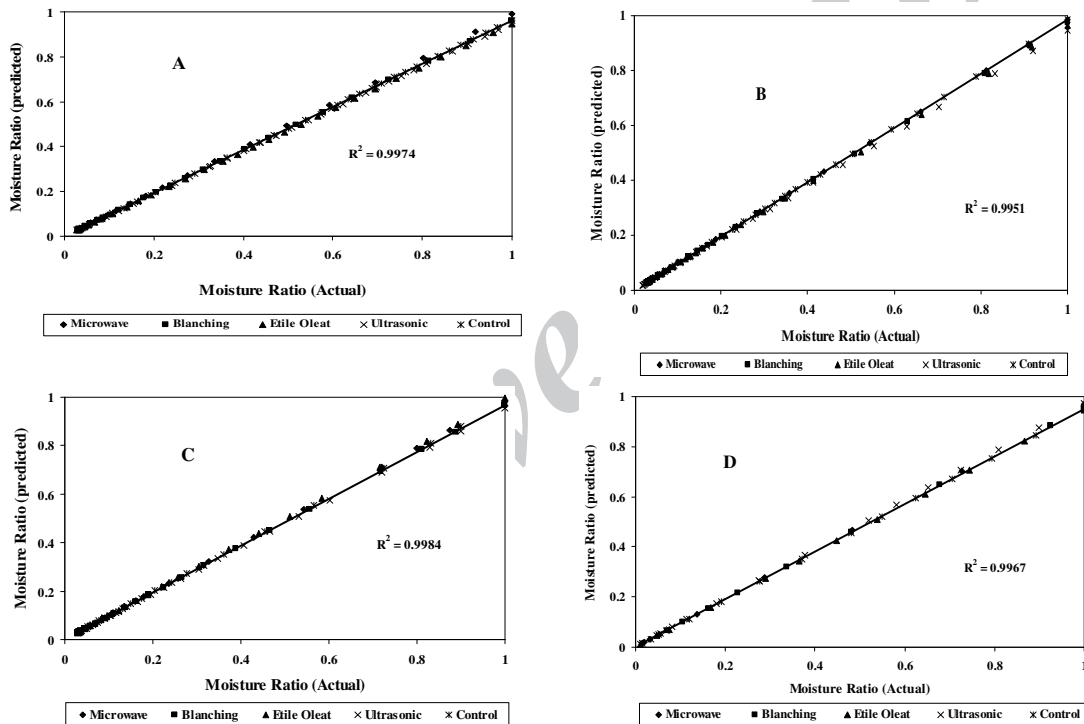 1
0.8
0.6
0.4
0.2
0
A
R² = 0.9974
Moisture Ratio (predicted)
0 0.2 0.4 0.6 0.8 1
Moisture Ratio (Actual)
Microwave Blanching Etile Oleat Ultrasonic Control
1
0.8
0.6
0.4
0.2
0
B
R² = 0.9951
Moisture Ratio (predicted)
0 0.2 0.4 0.6 0.8 1
Moisture Ratio (Actual)
Microwave Blanching Etile Oleat Ultrasonic Control
1
0.8
0.6
0.4
0.2
0
C
R² = 0.9984
Moisture Ratio (predicted)
0 0.2 0.4 0.6 0.8 1
Moisture Ratio (Actual)
Microwave Blanching Etile Oleat Ultrasonic Control
1
0.8
0.6
0.4
0.2
0
D
R² = 0.9967
Moisture Ratio (predicted)
0 0.2 0.4 0.6 0.8 1
Moisture Ratio (Actual)
Microwave Blanching Etile Oleat Ultrasonic Control